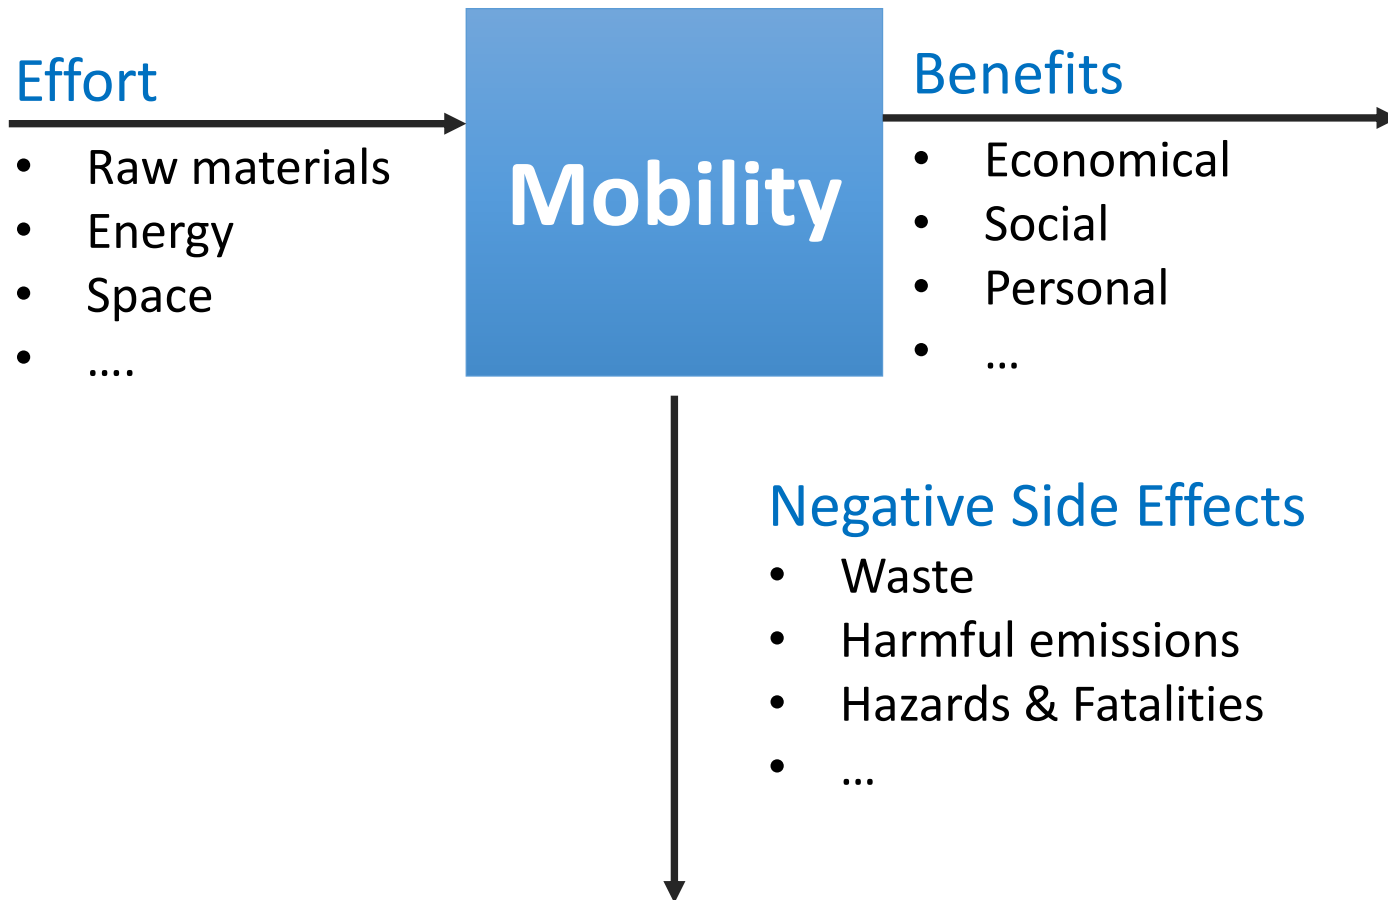 Effort
• Raw materials
• Energy
• Space
• ....
Mobility
Benefits
• Economical
• Social
• Personal
• ...
Negative Side Effects
• Waste
• Harmful emissions
• Hazards & Fatalities
• ...